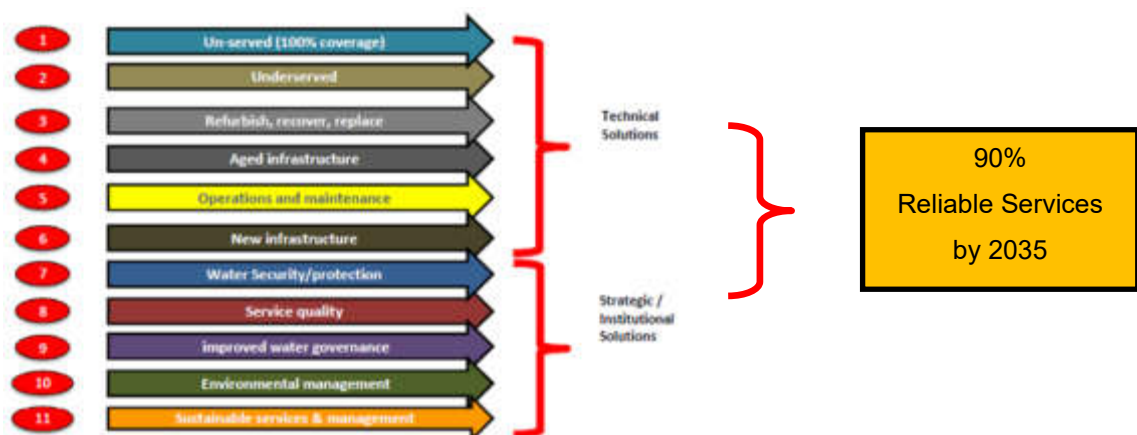 1 Un-served (100% coverage)
2 Underserved
3 Refurbish, recover, replace
4 Aged infrastructure
5 Operations and maintenance
6 New infrastructure
7 Water Security/protection
8 Service quality
9 improved water governance
10 Environmental management
11 Sustainable services & management
Technical
Solutions
Strategic /
Institutional
Solutions
90%
Reliable Services
by 2035